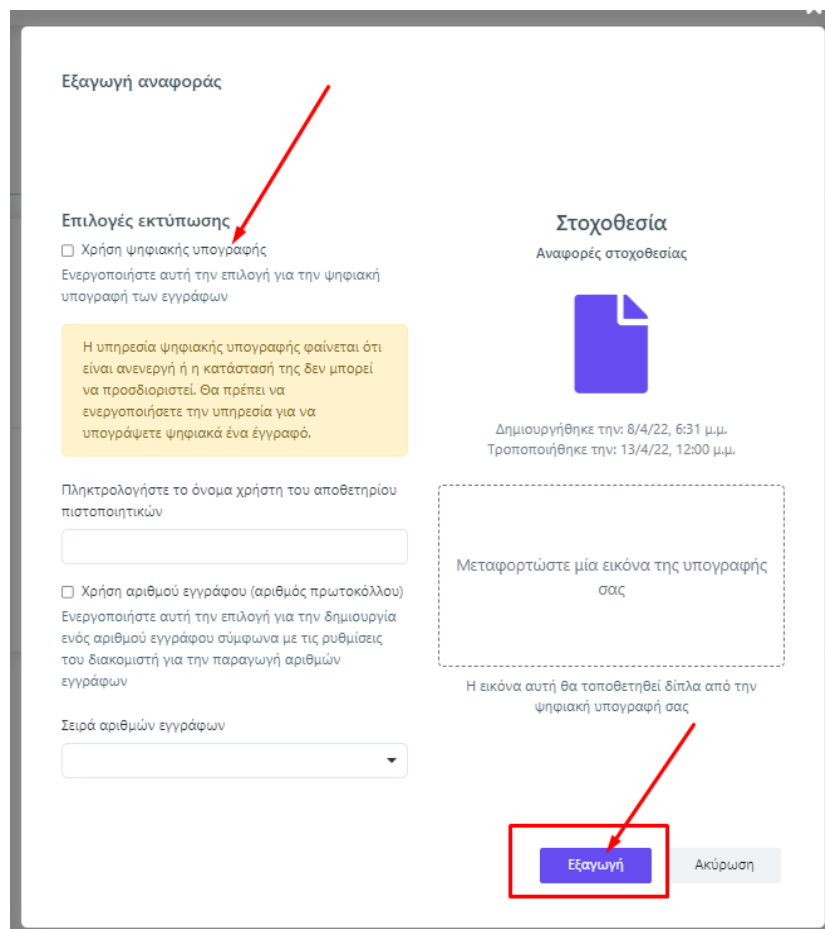 Εξαγωγή αναφοράς
Επιλογές εκτύπωσης
Χρήση ψηφιακής υπογραφής
Ενεργοποιήστε αυτή την επιλογή για την ψηφιακή
υπογραφή των εγγράφων
Η υπηρεσία ψηφιακής υπογραφής φαίνεται ότι
είναι ανενεργή ή η κατάστασή της δεν μπορεί
να προσδιοριστεί. Θα πρέπει να
ενεργοποιήσετε την υπηρεσία για να
υπογράψετε ψηφιακά ένα έγγραφό.
Πληκτρολογήστε το όνομα χρήστη του αποθετηρίου
πιστοποιητικών
Χρήση αριθμού εγγράφου (αριθμός πρωτοκόλλου)
Ενεργοποιήστε αυτή την επιλογή για την δημιουργία
ενός αριθμού εγγράφου σύμφωνα με τις ρυθμίσεις
του διακομιστή για την παραγωγή αριθμών
εγγράφων
Σειρά αριθμών εγγράφων
Στοχοθεσία
Αναφορές στοχοθεσίας
Δημιουργήθηκε την: 8/4/22, 6:31 μ.μ.
Τροποποιήθηκε την: 13/4/22, 12:00 μ.μ.
Μεταφορτώστε μία εικόνα της υπογραφής
σας
Η εικόνα αυτή θα τοποθετηθεί δίπλα από την
ψηφιακή υπογραφή σας
Εξαγωγή
Ακύρωση